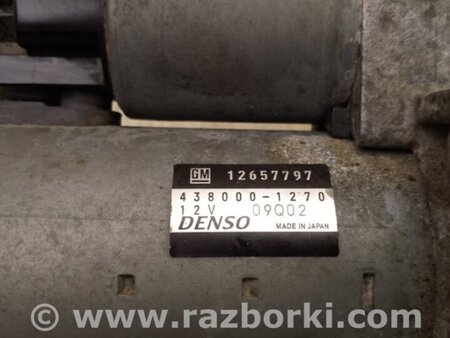 GM 12657797
438000-1270
12V 09Q02
DENSO MADE IN JAPAN
© www.razborki.com